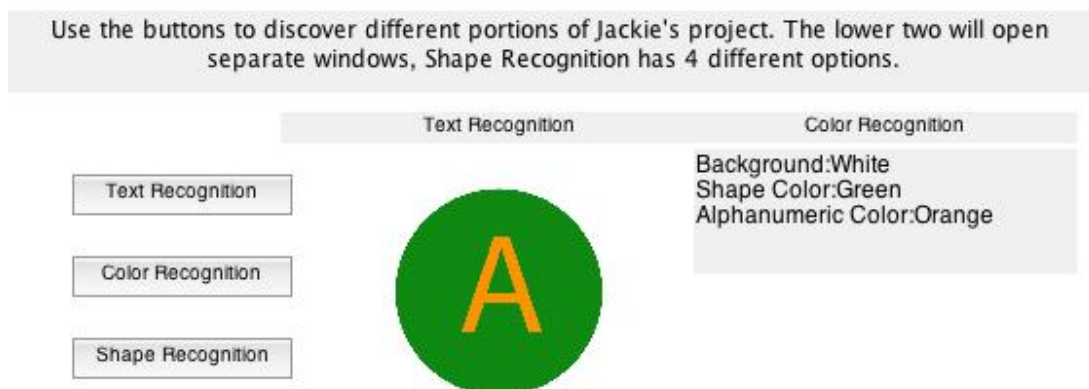 Use the buttons to discover different portions of Jackie's project. The lower two will open
separate windows, Shape Recognition has 4 different options.
Text Recognition
Color Recognition
Text Recognition
Color Recognition
Shape Recognition
A
Background:White
Shape Color:Green
Alphanumeric Color:Orange